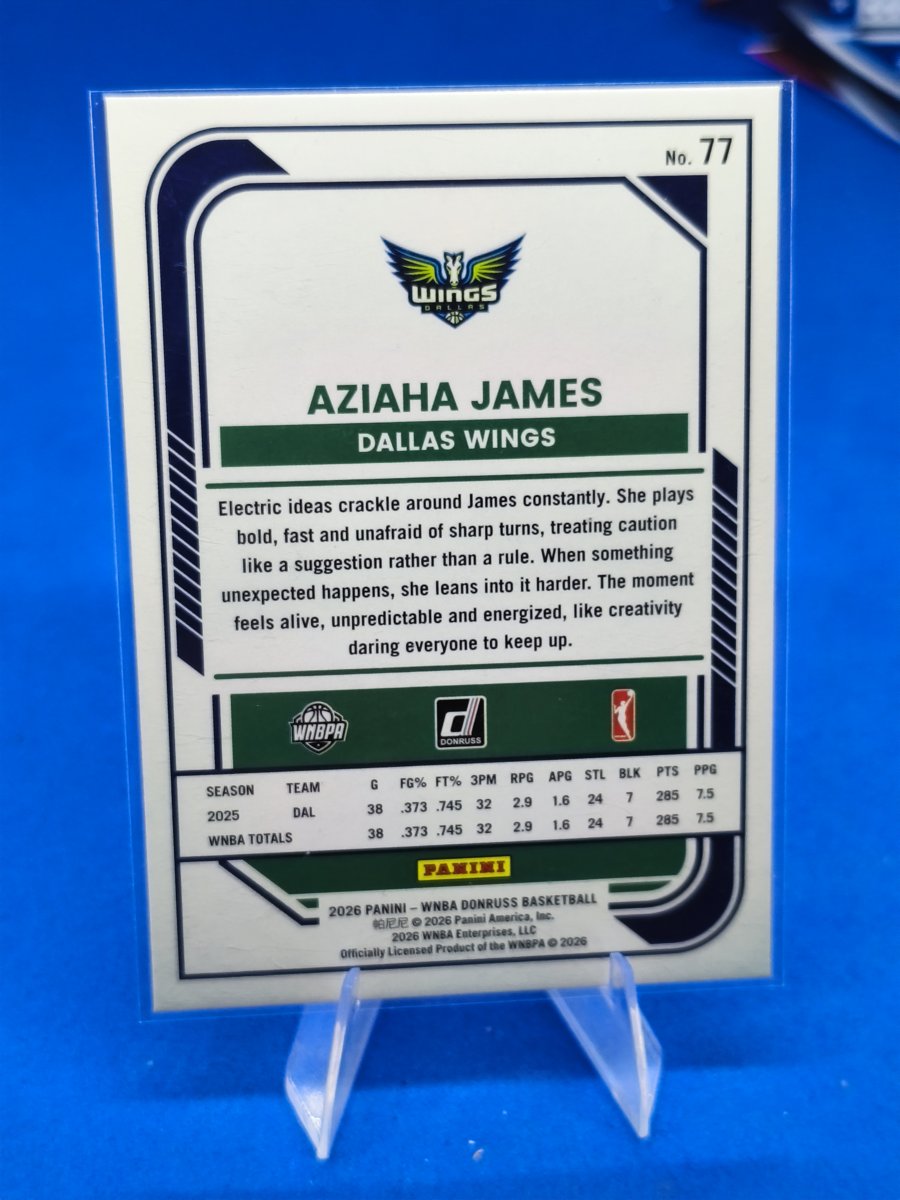 No. 77
WINGS
DALLAS
AZIAHA JAMES
DALLAS WINGS
Electric ideas crackle around James constantly. She plays
bold, fast and unafraid of sharp turns, treating caution
like a suggestion rather than a rule. When something
unexpected happens, she leans into it harder. The moment
feels alive, unpredictable and energized, like creativity
daring everyone to keep up.
WNBPA
d DONRUSS
SEASON TEAM G FG% FT% 3PM RPG APG STL BLK PTS PPG
2025 DAL 38 .373 .745 32 2.9 1.6 24 7 285 7.5
WNBA TOTALS 38 .373 .745 32 2.9 1.6 24 7 285 7.5
PANINI
2026 PANINI – WNBA DONRUSS BASKETBALL
帕尼尼 © 2026 Panini America, Inc.
2026 WNBA Enterprises, LLC
Officially Licensed Product of the WNBPA © 2026